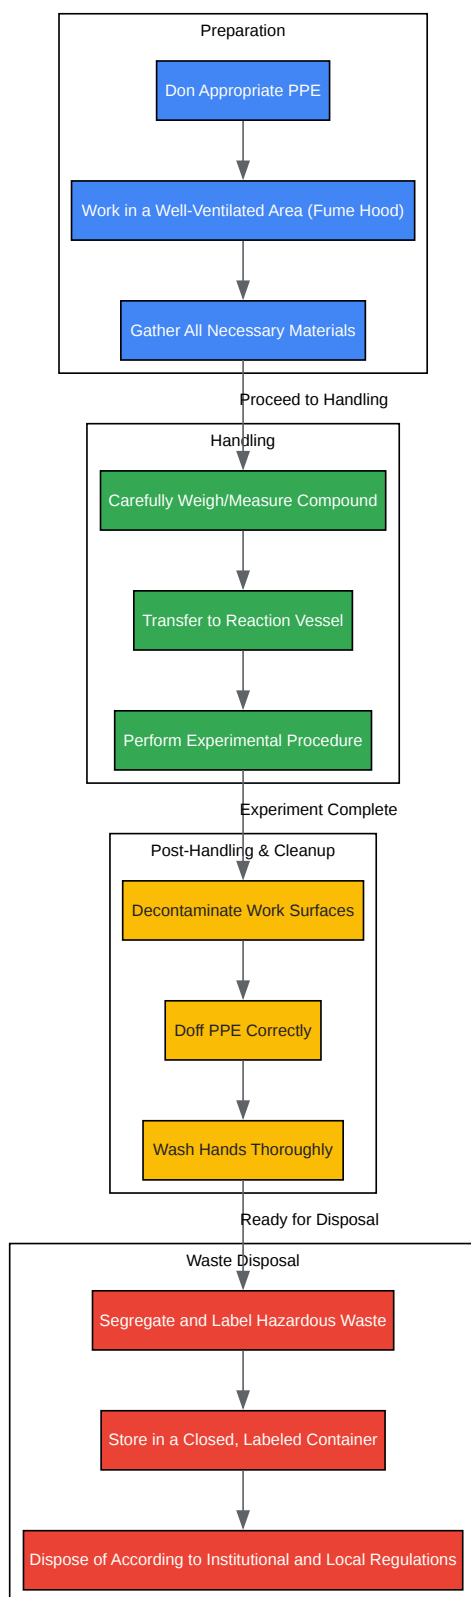 Preparation
Don Appropriate PPE
Work in a Well-Ventilated Area (Fume Hood)
Gather All Necessary Materials
Proceed to Handling
Handling
Carefully Weigh/Measure Compound
Transfer to Reaction Vessel
Perform Experimental Procedure
Experiment Complete
Post-Handling & Cleanup
Decontaminate Work Surfaces
Doff PPE Correctly
Wash Hands Thoroughly
Ready for Disposal
Waste Disposal
Segregate and Label Hazardous Waste
Store in a Closed, Labeled Container
Dispose of According to Institutional and Local Regulations